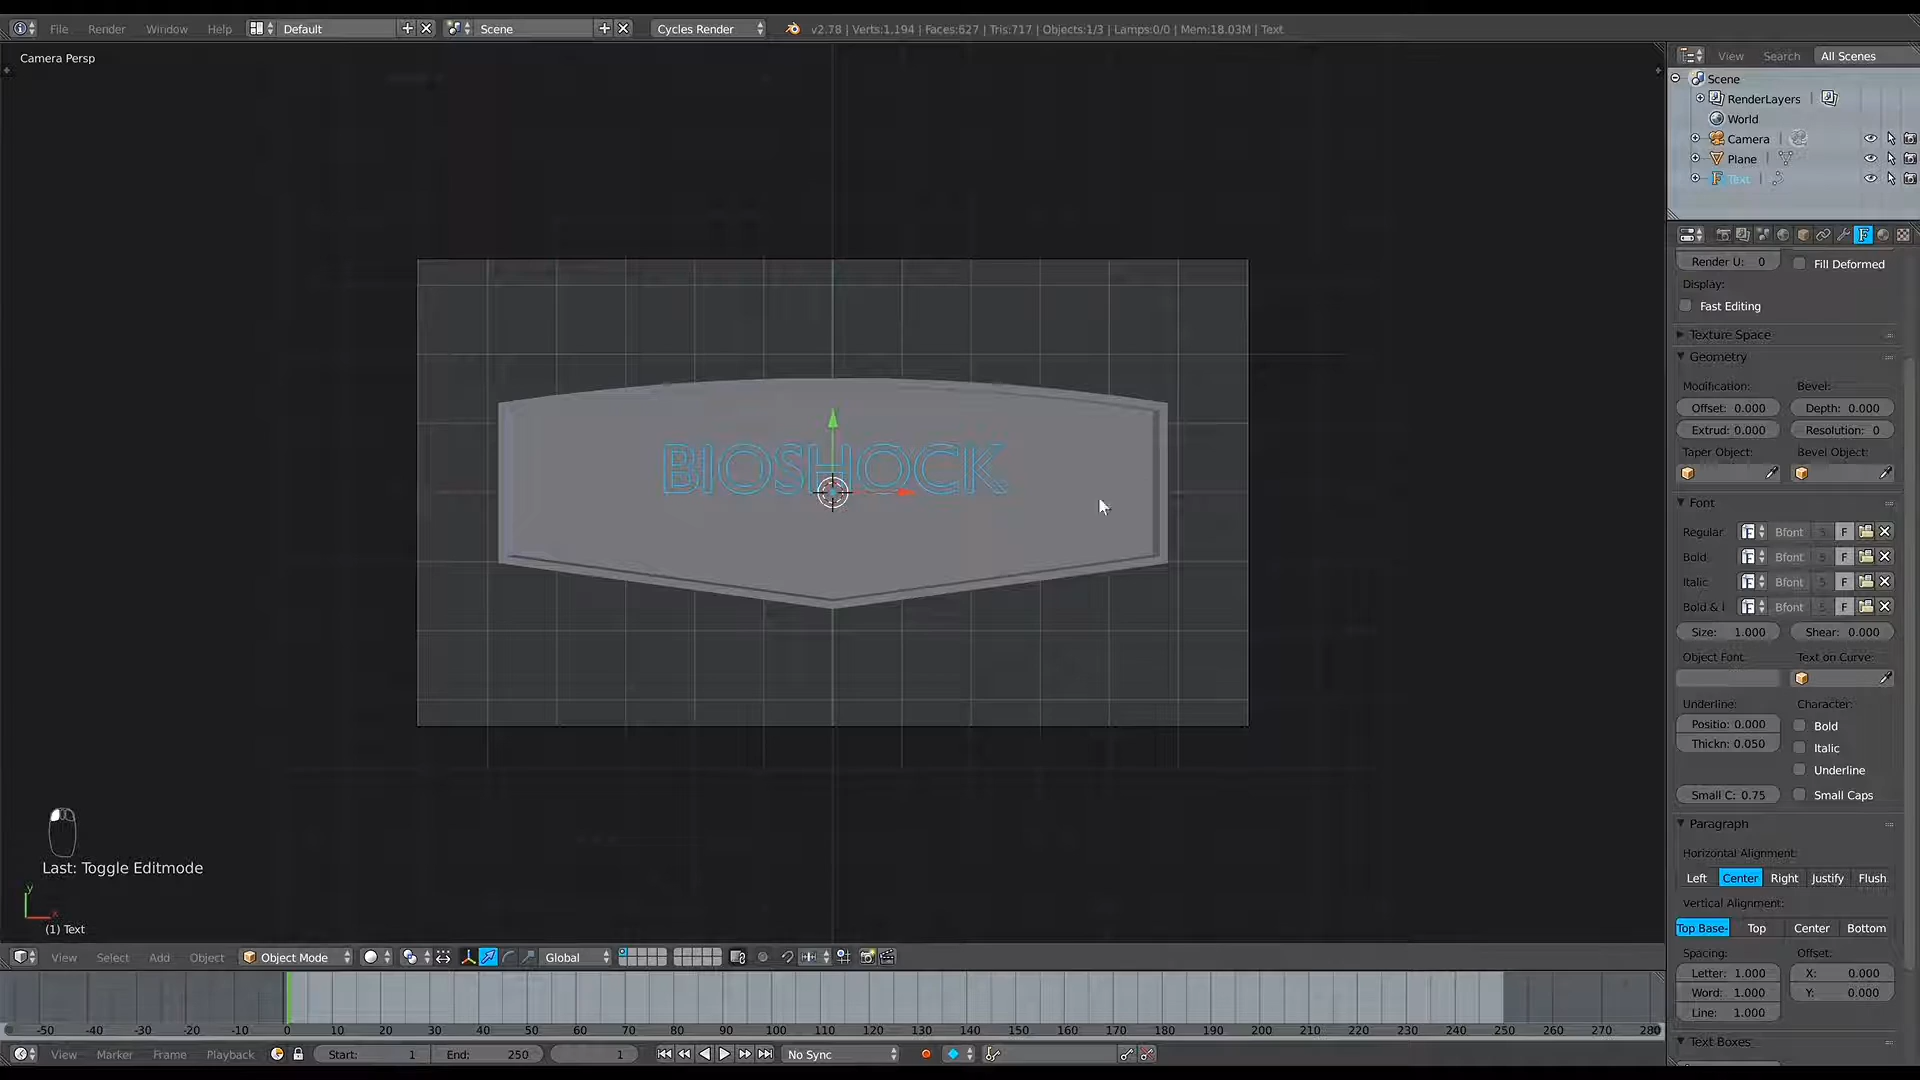 File Render Window Help Default Scene Cycles Render v2.78 | Verts:1,194 | Faces:627 | Tris:717 | Objects:1/3 | Lamps:0/0 | Mem:18.03M | Text
Camera Persp
View Search All Scenes
Scene
RenderLayers
World
Camera
Plane
Text
Render U: 0 Fill Deformed
Display:
Fast Editing
Texture Space
Geometry
Modification: Bevel:
Offset: 0.000 Depth: 0.000
Extrud: 0.000 Resolution: 0
Taper Object: Bevel Object:
Font
Regular Bfont 5 F
Bold Bfont 5 F
Italic Bfont 5 F
Bold & I Bfont 5 F
Size: 1.000 Shear: 0.000
Object Font: Text on Curve:
Underline: Character:
Positio: 0.000 Bold
Thickn: 0.050 Italic
Underline
Small C: 0.75 Small Caps
Paragraph
Horizontal Alignment:
Left Center Right Justify Flush
Vertical Alignment:
Top Base- Top Center Bottom
Spacing: Offset:
Letter: 1.000 X: 0.000
Word: 1.000 Y: 0.000
Line: 1.000
Text Boxes
BIOSHOCK
Last: Toggle Editmode
y
x
(1) Text
View Select Add Object Object Mode Global
-50 -40 -30 -20 -10 0 10 20 30 40 50 60 70 80 90 100 110 120 130 140 150 160 170 180 190 200 210 220 230 240 250 260 270 280
View Marker Frame Playback Start: 1 End: 250 1 No Sync